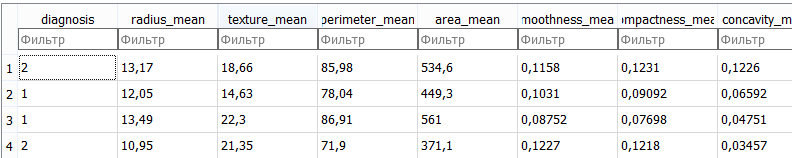 diagnosis radius_mean texture_mean perimeter_mean area_mean moothness_mea ompactness_mea concavity_m
Фильтр Фильтр Фильтр Фильтр Фильтр Фильтр Фильтр Фильтр
1 2 13,17 18,66 85,98 534,6 0,1158 0,1231 0,1226
2 1 12,05 14,63 78,04 449,3 0,1031 0,09092 0,06592
3 1 13,49 22,3 86,91 561 0,08752 0,07698 0,04751
4 2 10,95 21,35 71,9 371,1 0,1227 0,1218 0,03457